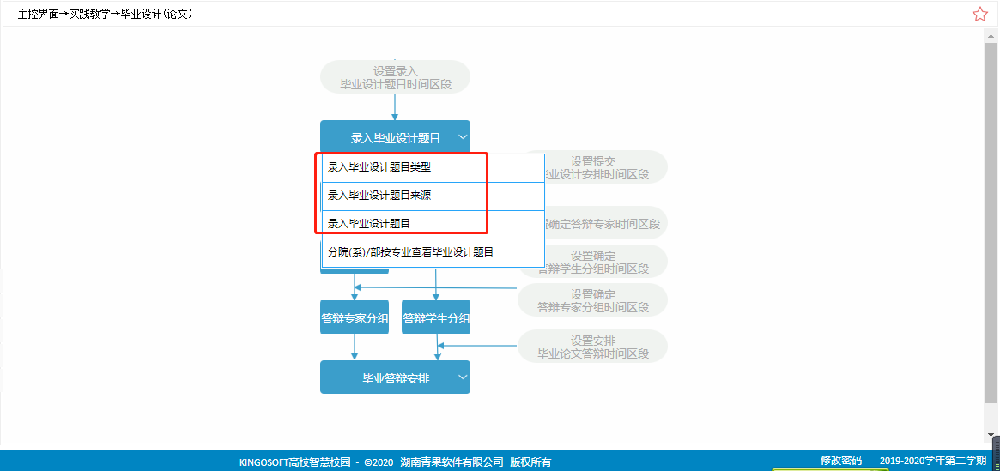 主控界面→实践教学→毕业设计(论文)
设置录入
毕业设计题目时间区段
录入毕业设计题目
录入毕业设计题目类型
录入毕业设计题目来源
录入毕业设计题目
分院(系)/部按专业查看毕业设计题目
设置提交
毕业设计安排时间区段
确定答辩专家时间区段
设置确定
答辩学生分组时间区段
设置确定
答辩专家分组时间区段
答辩专家分组
答辩学生分组
设置安排
毕业论文答辩时间区段
毕业答辩安排
KINGOSOFT高校智慧校园 - ©2020 湖南青果软件有限公司 版权所有
修改密码
2019-2020学年第二学期